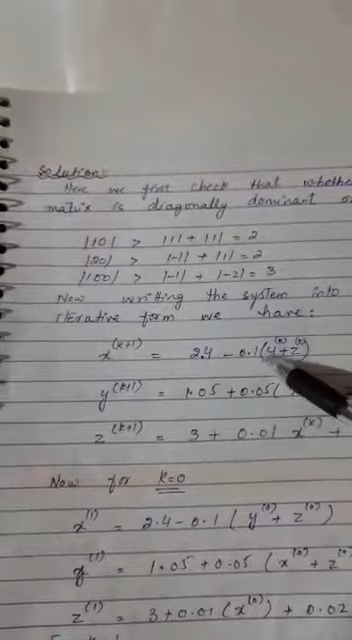 Solution:
Here we first check that whethe
matrix is diagonally dominant o
|10| > |1| + |1| = 2
|20| > |-1| + |1| = 2
|100| > |-1| + |-2| = 3
Now writing the system into
iterative form we have:
x^(k+1) = 2.4 - 0.1(y^(k) + z^(k))
y^(k+1) = 1.05 + 0.05(
z^(k+1) = 3 + 0.01 x^(k) +
Now for k=0
x^(1) = 2.4 - 0.1 ( y^(0) + z^(0) )
y^(1) = 1.05 + 0.05 ( x^(0) + z^(0)
z^(1) = 3 + 0.01 ( x^(0) ) + 0.02